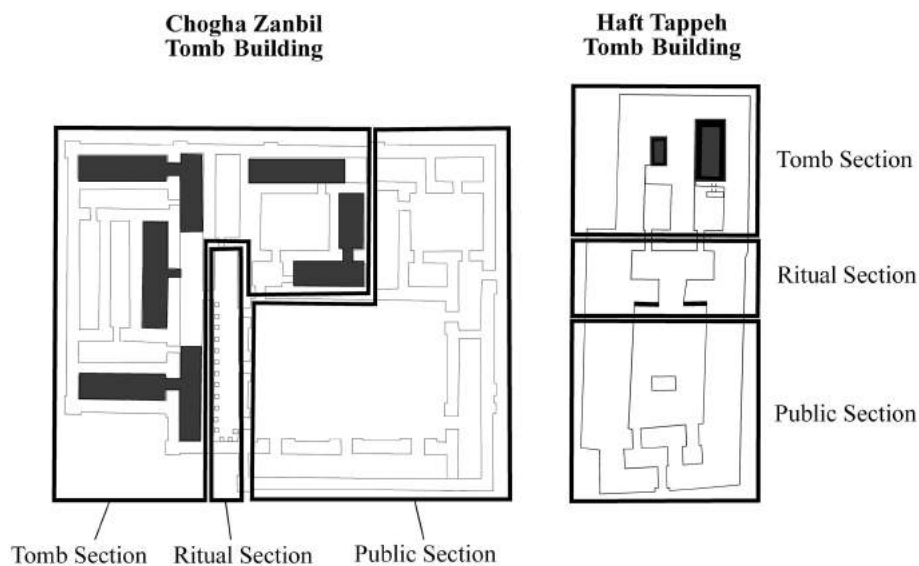 Chogha Zanbil
Tomb Building
Haft Tappeh
Tomb Building
Tomb Section
Ritual Section
Public Section
Tomb Section
Ritual Section
Public Section